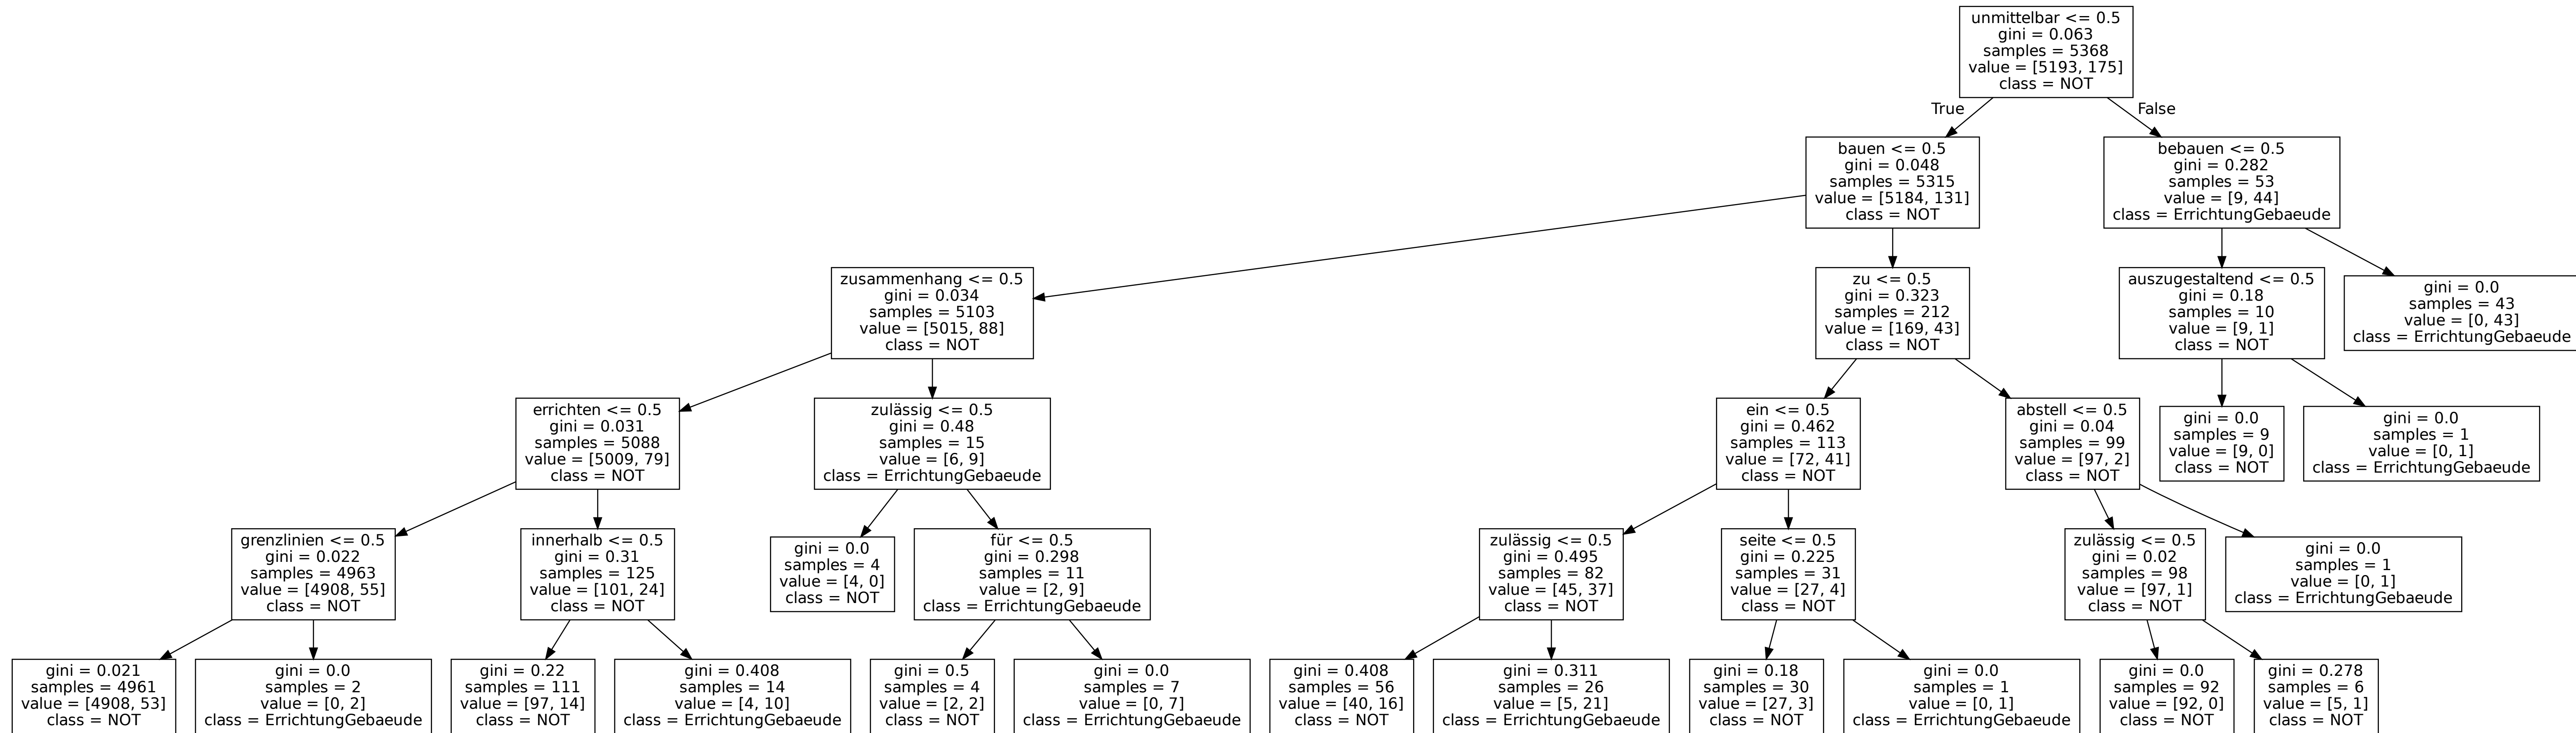 unmittelbar <= 0.5
gini = 0.063
samples = 5368
value = [5193, 175]
class = NOT
True
False
bauen <= 0.5
gini = 0.048
samples = 5315
value = [5184, 131]
class = NOT
bebauen <= 0.5
gini = 0.282
samples = 53
value = [9, 44]
class = ErrichtungGebaeude
zusammenhang <= 0.5
gini = 0.034
samples = 5103
value = [5015, 88]
class = NOT
zu <= 0.5
gini = 0.323
samples = 212
value = [169, 43]
class = NOT
auszugestaltend <= 0.5
gini = 0.18
samples = 10
value = [9, 1]
class = NOT
gini = 0.0
samples = 43
value = [0, 43]
class = ErrichtungGebaeude
errichten <= 0.5
gini = 0.031
samples = 5088
value = [5009, 79]
class = NOT
zulässig <= 0.5
gini = 0.48
samples = 15
value = [6, 9]
class = ErrichtungGebaeude
ein <= 0.5
gini = 0.462
samples = 113
value = [72, 41]
class = NOT
abstell <= 0.5
gini = 0.04
samples = 99
value = [97, 2]
class = NOT
gini = 0.0
samples = 9
value = [9, 0]
class = NOT
gini = 0.0
samples = 1
value = [0, 1]
class = ErrichtungGebaeude
grenzlinien <= 0.5
gini = 0.022
samples = 4963
value = [4908, 55]
class = NOT
innerhalb <= 0.5
gini = 0.31
samples = 125
value = [101, 24]
class = NOT
gini = 0.0
samples = 4
value = [4, 0]
class = NOT
für <= 0.5
gini = 0.298
samples = 11
value = [2, 9]
class = ErrichtungGebaeude
zulässig <= 0.5
gini = 0.495
samples = 82
value = [45, 37]
class = NOT
seite <= 0.5
gini = 0.225
samples = 31
value = [27, 4]
class = NOT
zulässig <= 0.5
gini = 0.02
samples = 98
value = [97, 1]
class = NOT
gini = 0.0
samples = 1
value = [0, 1]
class = ErrichtungGebaeude
gini = 0.021
samples = 4961
value = [4908, 53]
class = NOT
gini = 0.0
samples = 2
value = [0, 2]
class = ErrichtungGebaeude
gini = 0.22
samples = 111
value = [97, 14]
class = NOT
gini = 0.408
samples = 14
value = [4, 10]
class = ErrichtungGebaeude
gini = 0.5
samples = 4
value = [2, 2]
class = NOT
gini = 0.0
samples = 7
value = [0, 7]
class = ErrichtungGebaeude
gini = 0.408
samples = 56
value = [40, 16]
class = NOT
gini = 0.311
samples = 26
value = [5, 21]
class = ErrichtungGebaeude
gini = 0.18
samples = 30
value = [27, 3]
class = NOT
gini = 0.0
samples = 1
value = [0, 1]
class = ErrichtungGebaeude
gini = 0.0
samples = 92
value = [92, 0]
class = NOT
gini = 0.278
samples = 6
value = [5, 1]
class = NOT